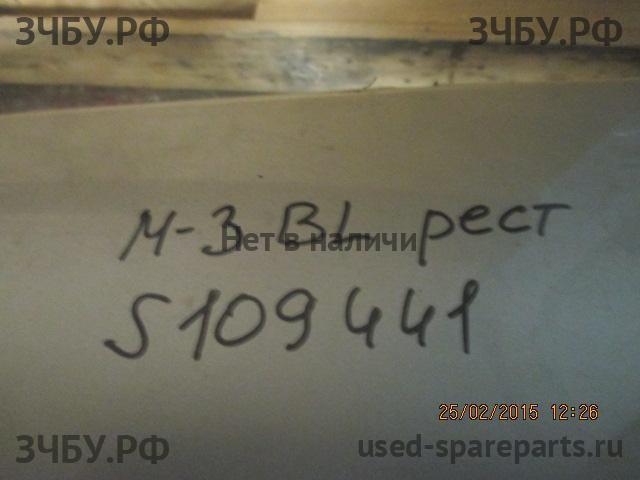 ЗЧБУ.РФ ЗЧБУ.РФ
М-3 BL рест
Нет в наличи
S109441
25/02/2015 12:26
ЗЧБУ.РФ used-spareparts.ru